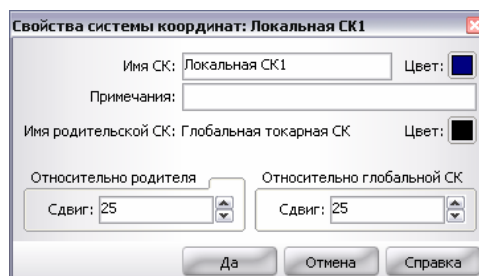 Свойства системы координат: Локальная СК1
Имя СК: Локальная СК1 Цвет:
Примечания:
Имя родительской СК: Глобальная токарная СК Цвет:
Относительно родителя Относительно глобальной СК
Сдвиг: 25 Сдвиг: 25
Да Отмена Справка